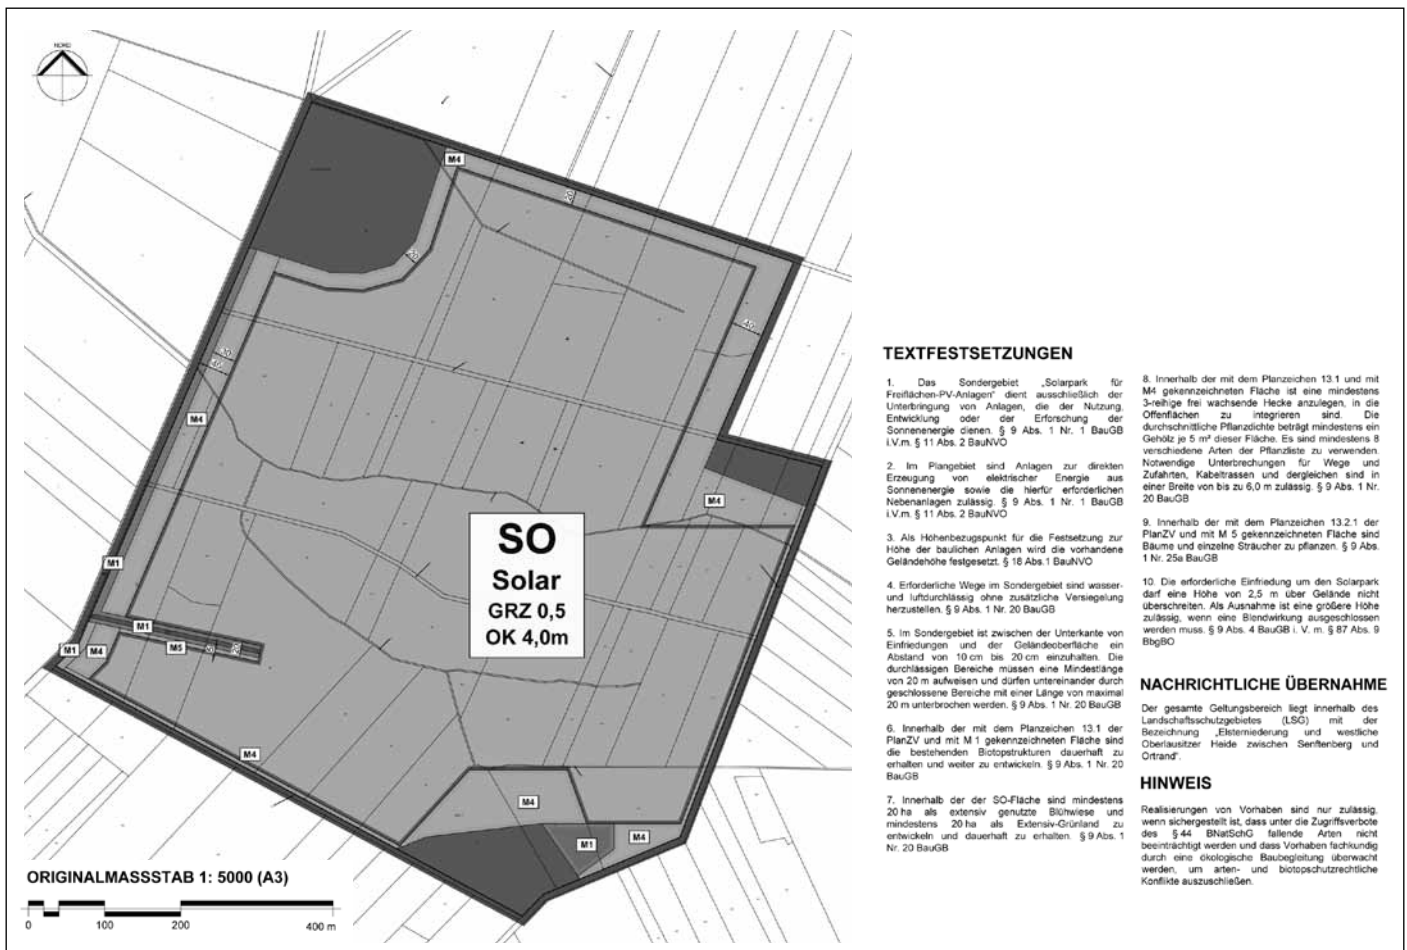 NORD
M4
20
20
40
30
40
M4
M4
M1
SO
Solar
GRZ 0,5
OK 4,0m
M1
M5
M1
M4
M4
M4
M1
M4
ORIGINALMASSSTAB 1: 5000 (A3)
0 100 200 400 m
TEXTFESTSETZUNGEN
1. Das Sondergebiet „Solarpark für
Freiflächen-PV-Anlagen“ dient ausschließlich der
Unterbringung von Anlagen, die der Nutzung,
Entwicklung oder der Erforschung der
Sonnenenergie dienen. § 9 Abs. 1 Nr. 1 BauGB
i.V.m. § 11 Abs. 2 BauNVO
2. Im Plangebiet sind Anlagen zur direkten
Erzeugung von elektrischer Energie aus
Sonnenenergie sowie die hierfür erforderlichen
Nebenanlagen zulässig. § 9 Abs. 1 Nr. 1 BauGB
i.V.m. § 11 Abs. 2 BauNVO
3. Als Höhenbezugspunkt für die Festsetzung zur
Höhe der baulichen Anlagen wird die vorhandene
Geländehöhe festgesetzt. § 18 Abs.1 BauNVO
4. Erforderliche Wege im Sondergebiet sind wasser-
und luftdurchlässig ohne zusätzliche Versiegelung
herzustellen. § 9 Abs. 1 Nr. 20 BauGB
5. Im Sondergebiet ist zwischen der Unterkante von
Einfriedungen und der Geländeoberfläche ein
Abstand von 10 cm bis 20 cm einzuhalten. Die
durchlässigen Bereiche müssen eine Mindestlänge
von 20 m aufweisen und dürfen untereinander durch
geschlossene Bereiche mit einer Länge von maximal
20 m unterbrochen werden. § 9 Abs. 1 Nr. 20 BauGB
6. Innerhalb der mit dem Planzeichen 13.1 der
PlanZV und mit M 1 gekennzeichneten Fläche sind
die bestehenden Biotopstrukturen dauerhaft zu
erhalten und weiter zu entwickeln. § 9 Abs. 1 Nr. 20
BauGB
7. Innerhalb der der SO-Fläche sind mindestens
20 ha als extensiv genutzte Blühwiese und
mindestens 20 ha als Extensiv-Grünland zu
entwickeln und dauerhaft zu erhalten. § 9 Abs. 1
Nr. 20 BauGB
8. Innerhalb der mit dem Planzeichen 13.1 und mit
M4 gekennzeichneten Fläche ist eine mindestens
3-reihige frei wachsende Hecke anzulegen, in die
Offenflächen zu integrieren sind. Die
durchschnittliche Pflanzdichte beträgt mindestens ein
Gehölz je 5 m² dieser Fläche. Es sind mindestens 8
verschiedene Arten der Pflanzliste zu verwenden.
Notwendige Unterbrechungen für Wege und
Zufahrten, Kabeltrassen und dergleichen sind in
einer Breite von bis zu 6,0 m zulässig. § 9 Abs. 1 Nr.
20 BauGB
9. Innerhalb der mit dem Planzeichen 13.2.1 der
PlanZV und mit M 5 gekennzeichneten Fläche sind
Bäume und einzelne Sträucher zu pflanzen. § 9 Abs.
1 Nr. 25a BauGB
10. Die erforderliche Einfriedung um den Solarpark
darf eine Höhe von 2,5 m über Gelände nicht
überschreiten. Als Ausnahme ist eine größere Höhe
zulässig, wenn eine Blendwirkung ausgeschlossen
werden muss. § 9 Abs. 4 BauGB i. V. m. § 87 Abs. 9
BbgBO
NACHRICHTLICHE ÜBERNAHME
Der gesamte Geltungsbereich liegt innerhalb des
Landschaftsschutzgebietes (LSG) mit der
Bezeichnung „Elsterniederung und westliche
Oberlausitzer Heide zwischen Senftenberg und
Ortrand“.
HINWEIS
Realisierungen von Vorhaben sind nur zulässig,
wenn sichergestellt ist, dass unter die Zugriffsverbote
des § 44 BNatSchG fallende Arten nicht
beeinträchtigt werden und dass Vorhaben fachkundig
durch eine ökologische Baubegleitung überwacht
werden, um arten- und biotopschutzrechtliche
Konflikte auszuschließen.